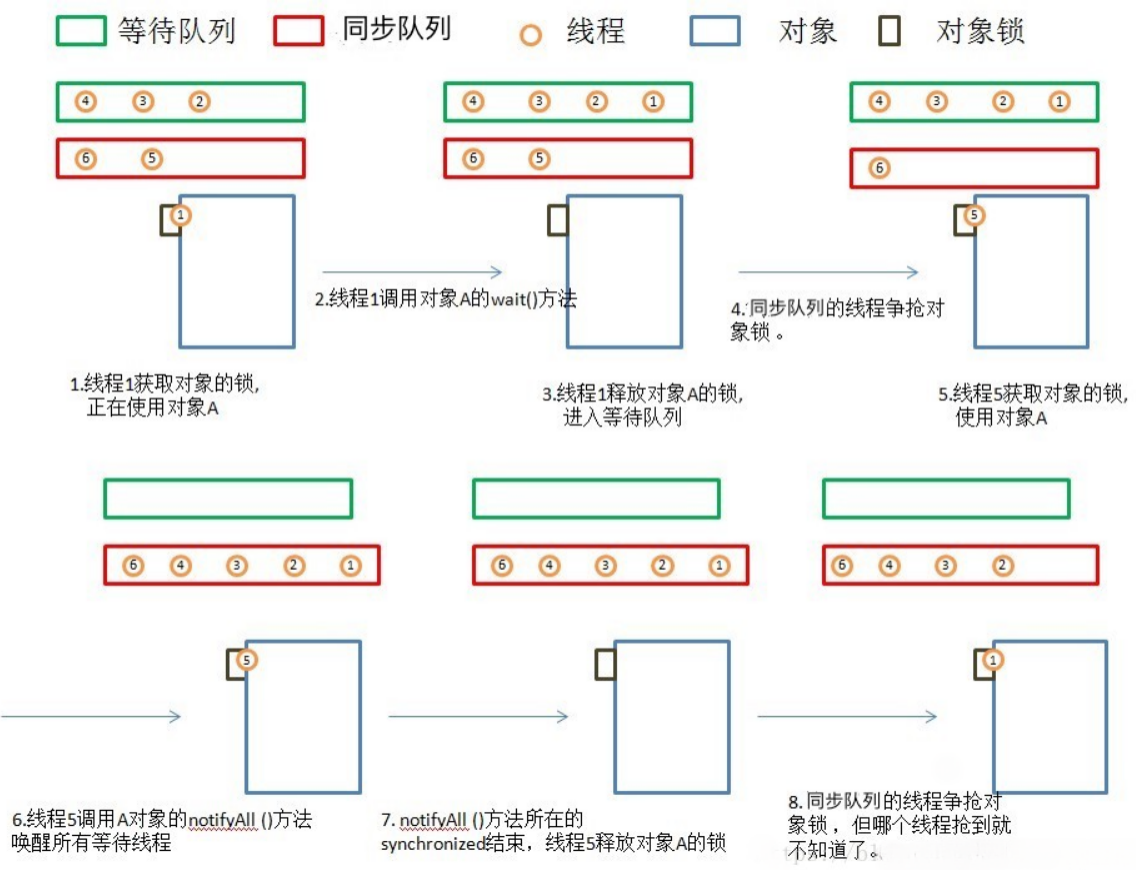 等待队列 同步队列 线程 对象 对象锁
4 3 2
4 3 2 1
4 3 2 1
6 5
6 5
6
1
5
2.线程1调用对象A的wait()方法
4.同步队列的线程争抢对
象锁。
1.线程1获取对象的锁,
正在使用对象A
3.线程1释放对象A的锁,
进入等待队列
5.线程5获取对象的锁,
使用对象A
6 4 3 2 1
6 4 3 2 1
6 4 3 2
5
1
6.线程5调用A对象的notifyAll ()方法
唤醒所有等待线程
7. notifyAll ()方法所在的
synchronized结束，线程5释放对象A的锁
8.同步队列的线程争抢对
象锁，但哪个线程抢到就
不知道了。